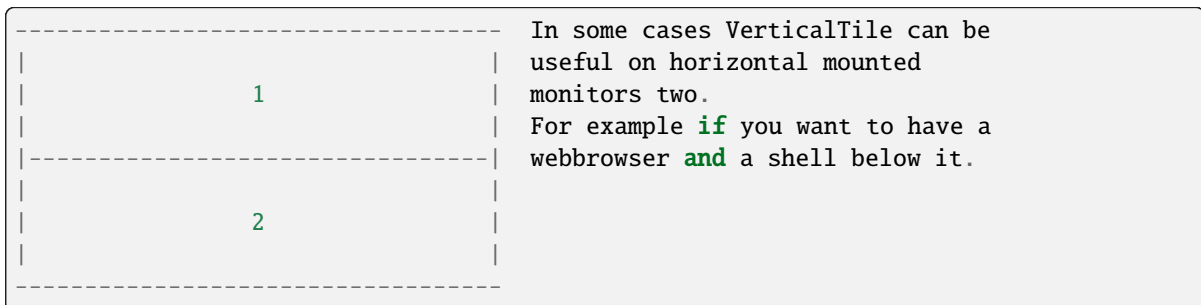 -----------------------------------  In some cases VerticalTile can be
|                                 |  useful on horizontal mounted
|                1                |  monitors two.
|                                 |  For example if you want to have a
|---------------------------------|  webbrowser and a shell below it.
|                                 |
|                2                |
|                                 |
-----------------------------------